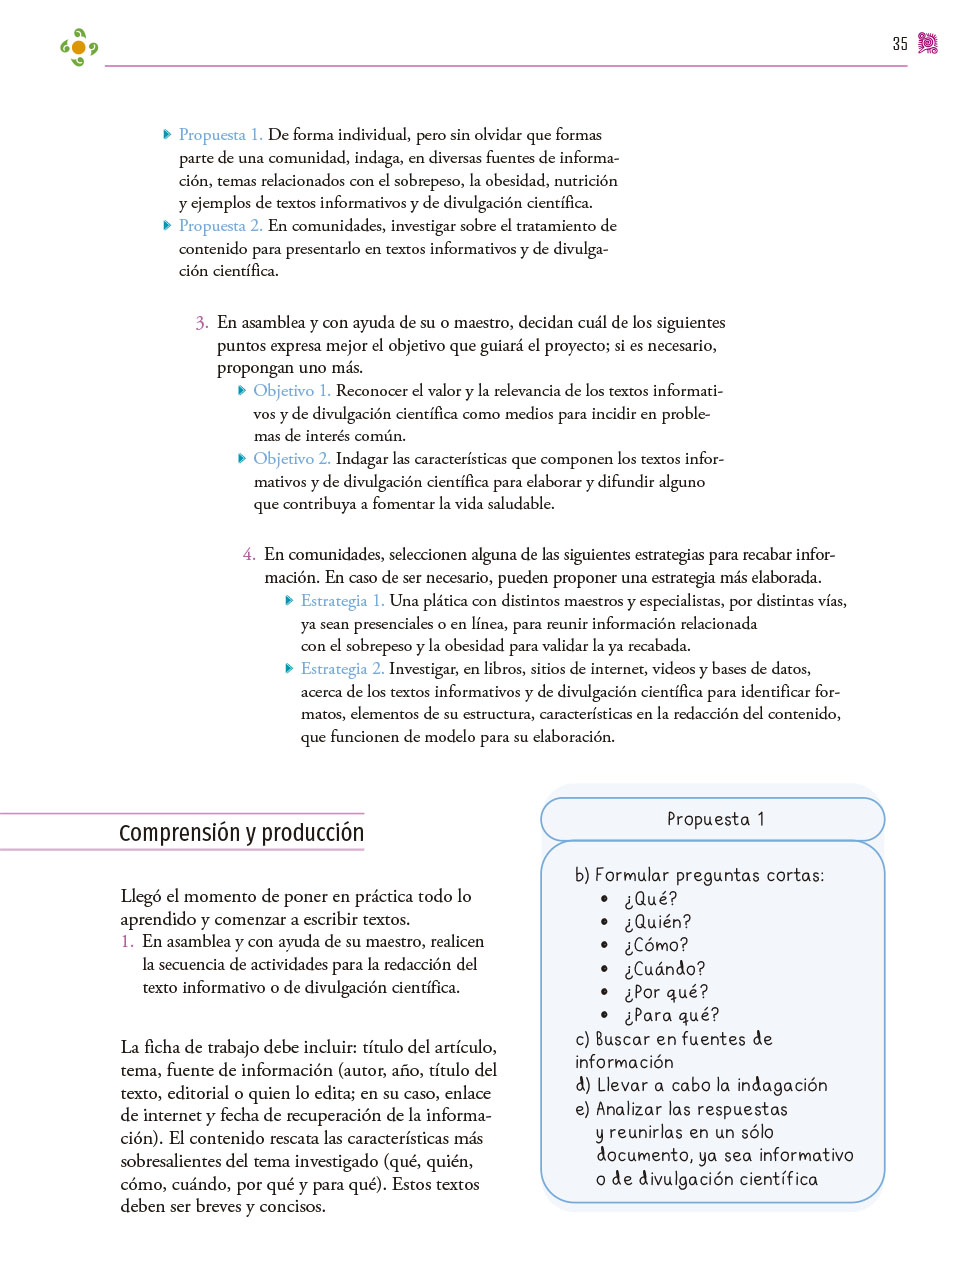 35
Propuesta 1. De forma individual, pero sin olvidar que formas
parte de una comunidad, indaga, en diversas fuentes de informa-
ción, temas relacionados con el sobrepeso, la obesidad, nutrición
y ejemplos de textos informativos y de divulgación científica.
Propuesta 2. En comunidades, investigar sobre el tratamiento de
contenido para presentarlo en textos informativos y de divulga-
ción científica.
3. En asamblea y con ayuda de su o maestro, decidan cuál de los siguientes
puntos expresa mejor el objetivo que guiará el proyecto; si es necesario,
propongan uno más.
Objetivo 1. Reconocer el valor y la relevancia de los textos informati-
vos y de divulgación científica como medios para incidir en proble-
mas de interés común.
Objetivo 2. Indagar las características que componen los textos infor-
mativos y de divulgación científica para elaborar y difundir alguno
que contribuya a fomentar la vida saludable.
4. En comunidades, seleccionen alguna de las siguientes estrategias para recabar infor-
mación. En caso de ser necesario, pueden proponer una estrategia más elaborada.
Estrategia 1. Una plática con distintos maestros y especialistas, por distintas vías,
ya sean presenciales o en línea, para reunir información relacionada
con el sobrepeso y la obesidad para validar la ya recabada.
Estrategia 2. Investigar, en libros, sitios de internet, videos y bases de datos,
acerca de los textos informativos y de divulgación científica para identificar for-
matos, elementos de su estructura, características en la redacción del contenido,
que funcionen de modelo para su elaboración.
Comprensión y producción
Llegó el momento de poner en práctica todo lo
aprendido y comenzar a escribir textos.
1. En asamblea y con ayuda de su maestro, realicen
la secuencia de actividades para la redacción del
texto informativo o de divulgación científica.
La ficha de trabajo debe incluir: título del artículo,
tema, fuente de información (autor, año, título del
texto, editorial o quien lo edita; en su caso, enlace
de internet y fecha de recuperación de la informa-
ción). El contenido rescata las características más
sobresalientes del tema investigado (qué, quién,
cómo, cuándo, por qué y para qué). Estos textos
deben ser breves y concisos.
Propuesta 1
b) Formular preguntas cortas:
• ¿Qué?
• ¿Quién?
• ¿Cómo?
• ¿Cuándo?
• ¿Por qué?
• ¿Para qué?
c) Buscar en fuentes de
información
d) Llevar a cabo la indagación
e) Analizar las respuestas
y reunirlas en un sólo
documento, ya sea informativo
o de divulgación científica